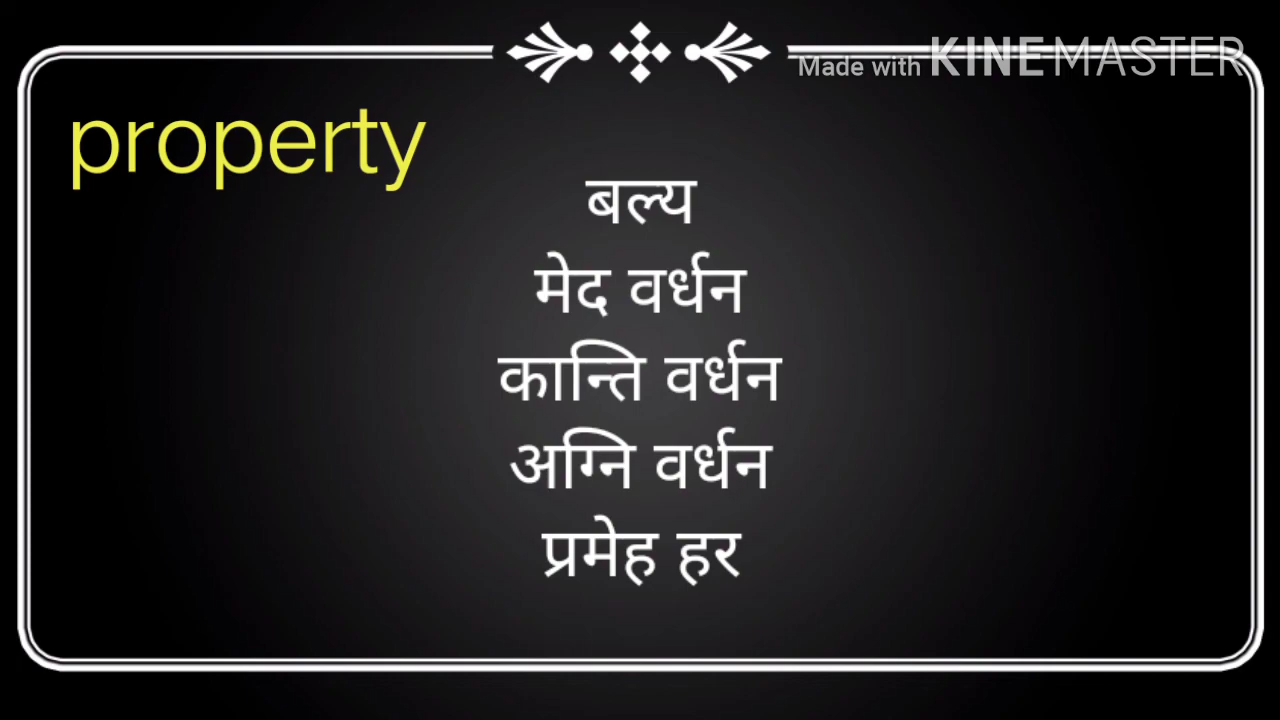 Made with KINEMASTER
property
बल्य
मेद वर्धन
कान्ति वर्धन
अग्नि वर्धन
प्रमेह हर